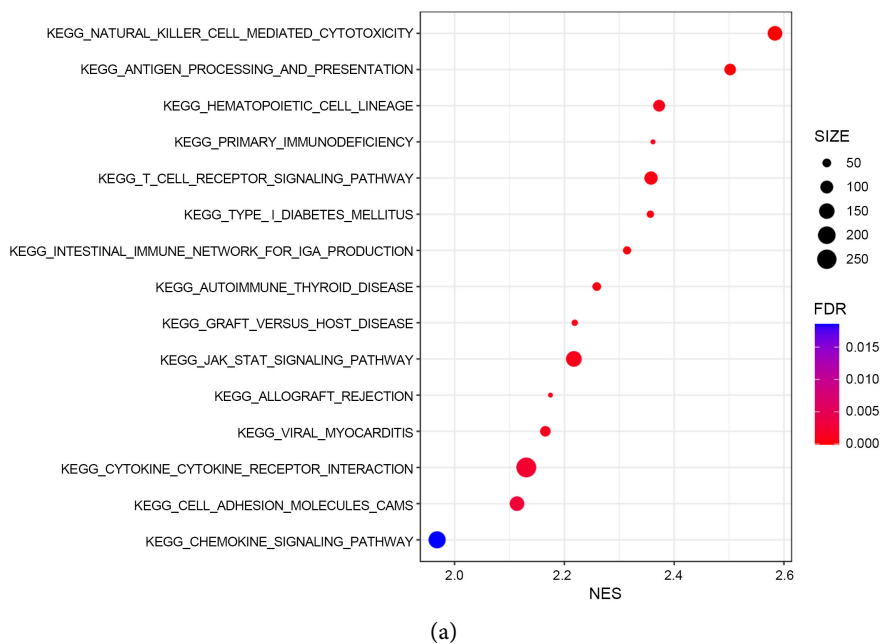 KEGG_NATURAL_KILLER_CELL_MEDIATED_CYTOTOXICITY
KEGG_ANTIGEN_PROCESSING_AND_PRESENTATION
KEGG_HEMATOPOIETIC_CELL_LINEAGE
KEGG_PRIMARY_IMMUNODEFICIENCY
KEGG_T_CELL_RECEPTOR_SIGNALING_PATHWAY
KEGG_TYPE_ I_DIABETES_MELLITUS
KEGG_INTESTINAL_IMMUNE_NETWORK_FOR_IGA_PRODUCTION
KEGG_AUTOIMMUNE_THYROID_DISEASE
KEGG_GRAFT_VERSUS_HOST_DISEASE
KEGG_JAK_STAT_SIGNALING_PATHWAY
KEGG_ALLOGRAFT_REJECTION
KEGG_VIRAL_MYOCARDITIS
KEGG_CYTOKINE_CYTOKINE_RECEPTOR_INTERACTION
KEGG_CELL_ADHESION_MOLECULES_CAMS
KEGG_CHEMOKINE_SIGNALING_PATHWAY
2.0 2.2 2.4 2.6
NES
SIZE
50
100
150
200
250
FDR
0.015
0.010
0.005
0.000
(a)